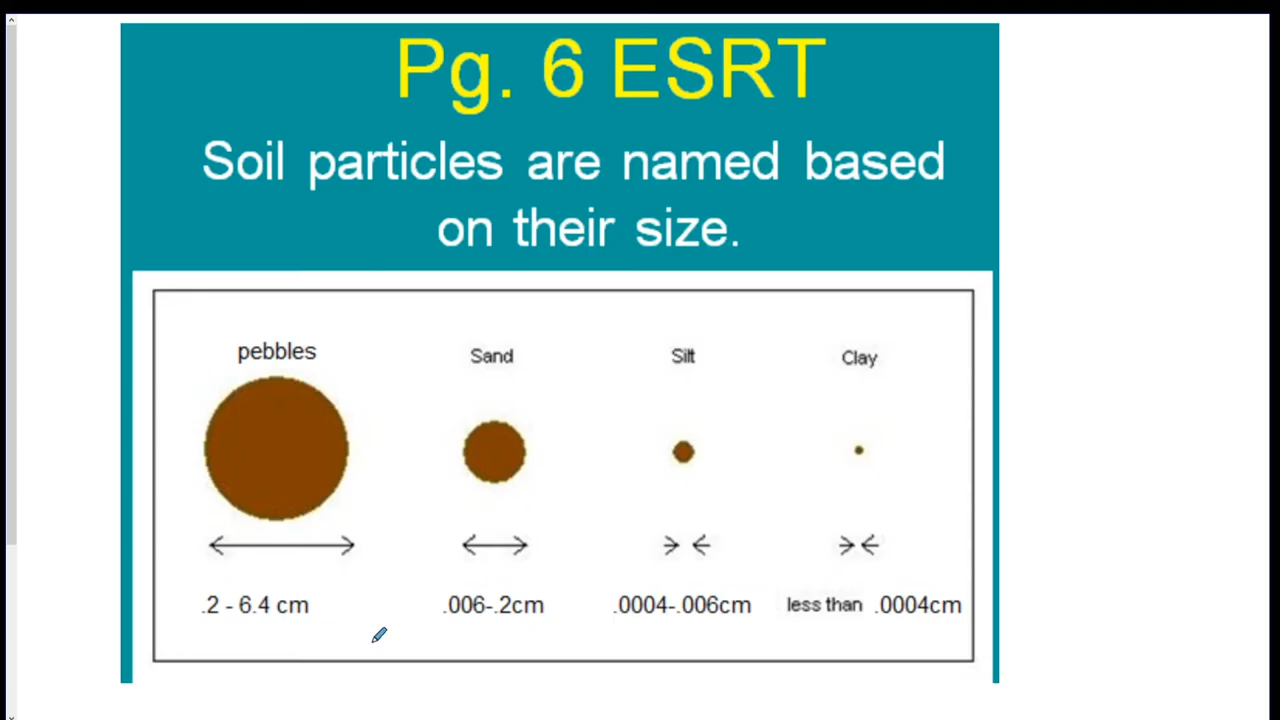 Pg. 6 ESRT
Soil particles are named based
on their size.
pebbles Sand Silt Clay
.2 - 6.4 cm .006-.2cm .0004-.006cm less than .0004cm